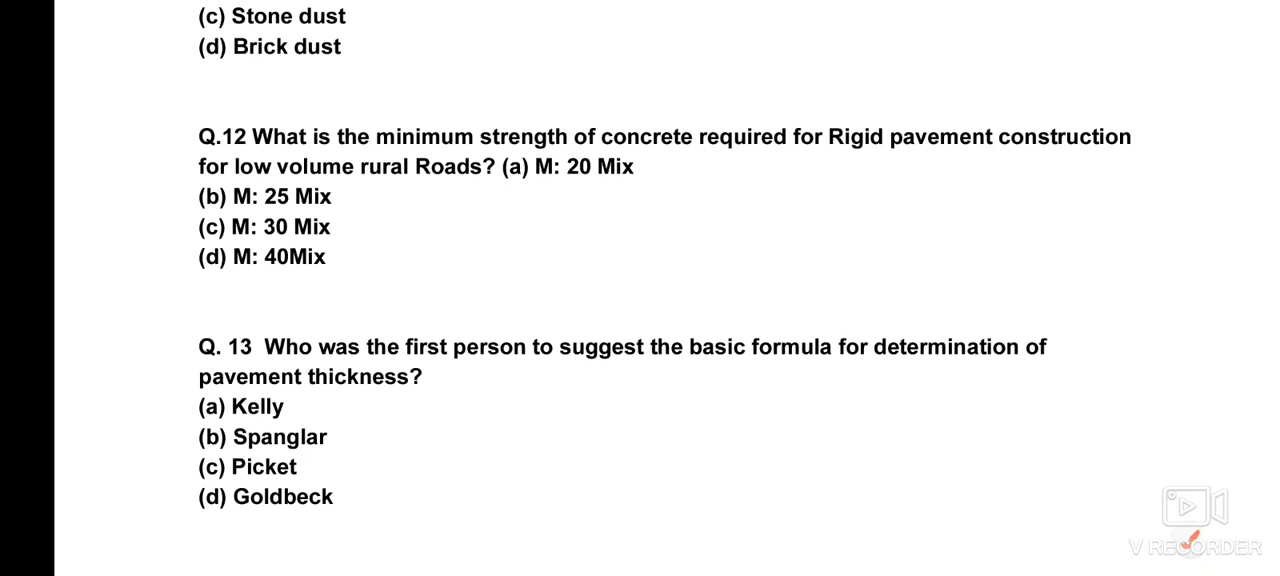 (c) Stone dust
(d) Brick dust
Q.12 What is the minimum strength of concrete required for Rigid pavement construction
for low volume rural Roads? (a) M: 20 Mix
(b) M: 25 Mix
(c) M: 30 Mix
(d) M: 40Mix
Q. 13 Who was the first person to suggest the basic formula for determination of
pavement thickness?
(a) Kelly
(b) Spanglar
(c) Picket
(d) Goldbeck
V RECORDER